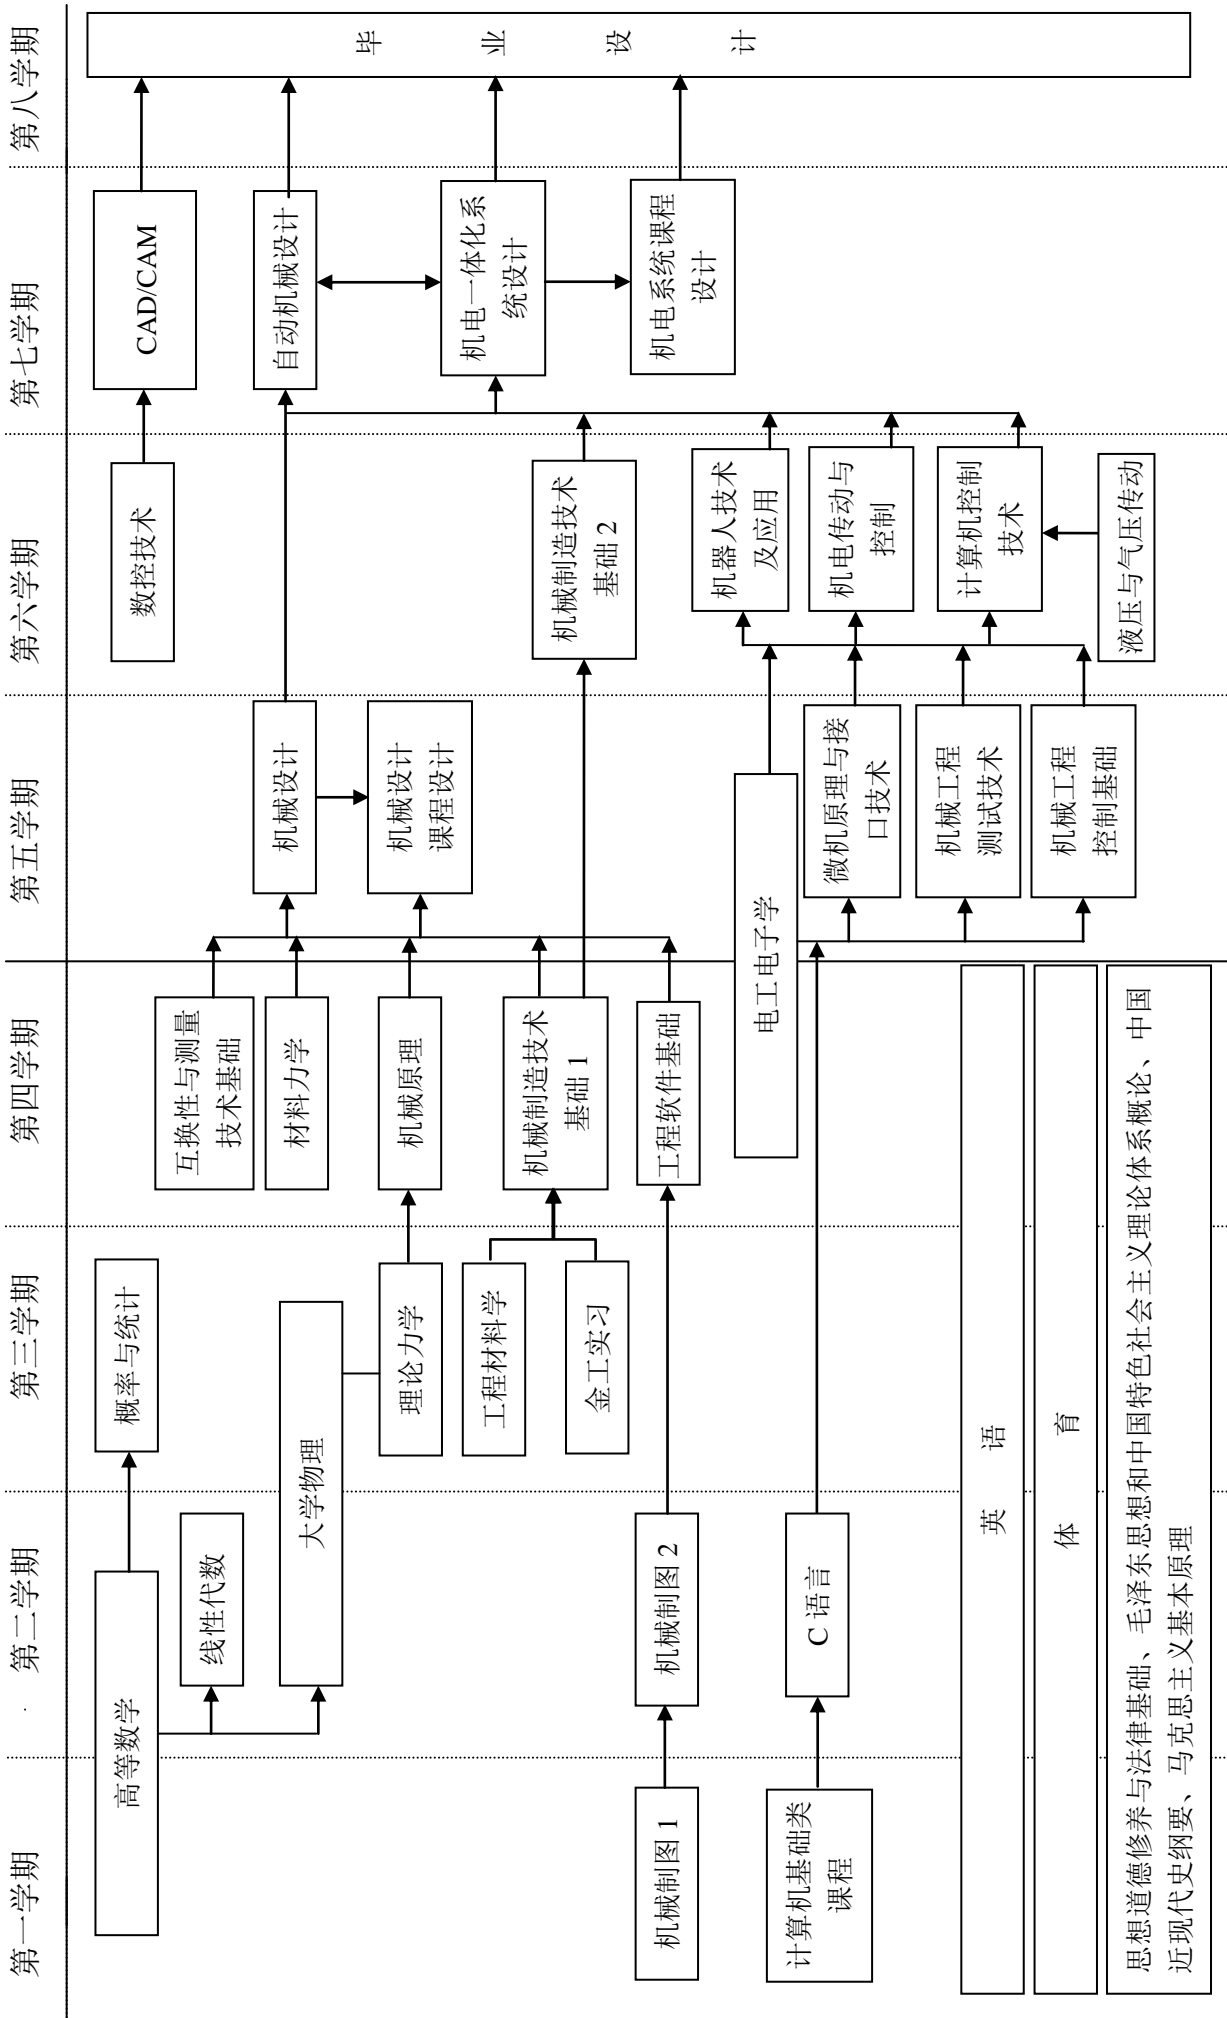 第一学期
第二学期
第三学期
第四学期
第五学期
第六学期
第七学期
第八学期
.
高等数学
线性代数
概率与统计
大学物理
理论力学
工程材料学
金工实习
机械制图 1
机械制图 2
计算机基础类
课程
C 语言
互换性与测量
技术基础
材料力学
机械原理
机械制造技术
基础 1
工程软件基础
电工电子学
机械设计
机械设计
课程设计
微机原理与接
口技术
机械工程
测试技术
机械工程
控制基础
数控技术
机械制造技术
基础 2
机器人技术
及应用
机电传动与
控制
计算机控制
技术
液压与气压传动
CAD/CAM
自动机械设计
机电一体化系
统设计
机电系统课程
设计
毕 业 设 计
英 语
体 育
思想道德修养与法律基础、毛泽东思想和中国特色社会主义理论体系概论、中国
近现代史纲要、马克思主义基本原理